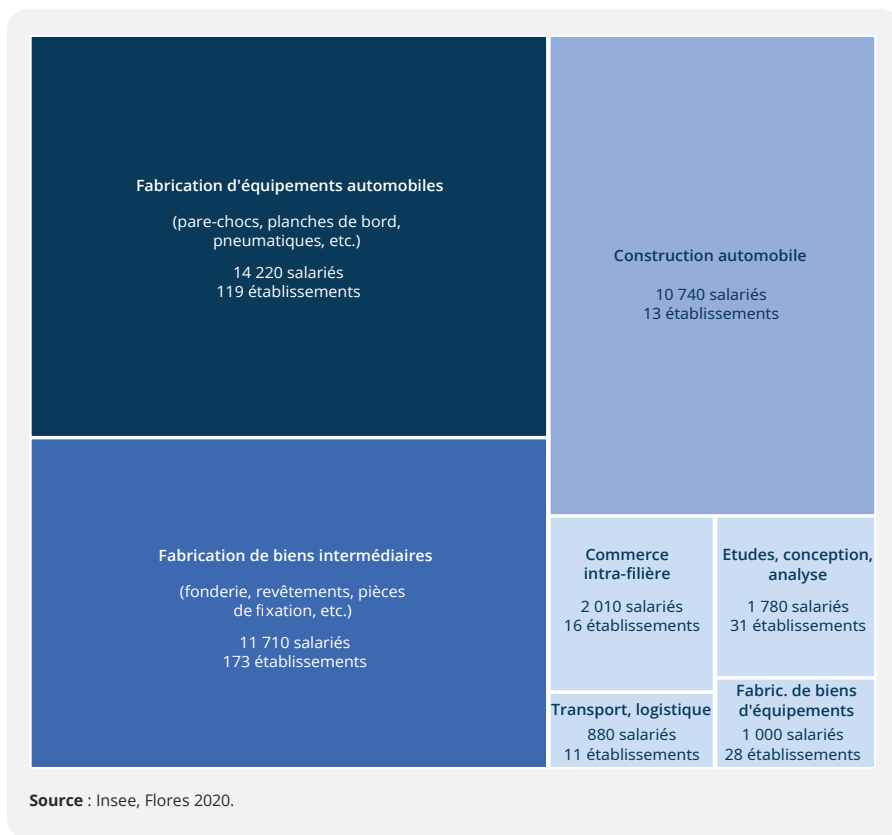 Fabrication d'équipements automobiles
(pare-chocs, planches de bord,
pneumatiques, etc.)
14 220 salariés
119 établissements
Construction automobile
10 740 salariés
13 établissements
Fabrication de biens intermédiaires
(fonderie, revêtements, pièces
de fixation, etc.)
11 710 salariés
173 établissements
Commerce
intra-filière
2 010 salariés
16 établissements
Etudes, conception,
analyse
1 780 salariés
31 établissements
Transport, logistique
880 salariés
11 établissements
Fabric. de biens
d'équipements
1 000 salariés
28 établissements
Source : Insee, Flores 2020.